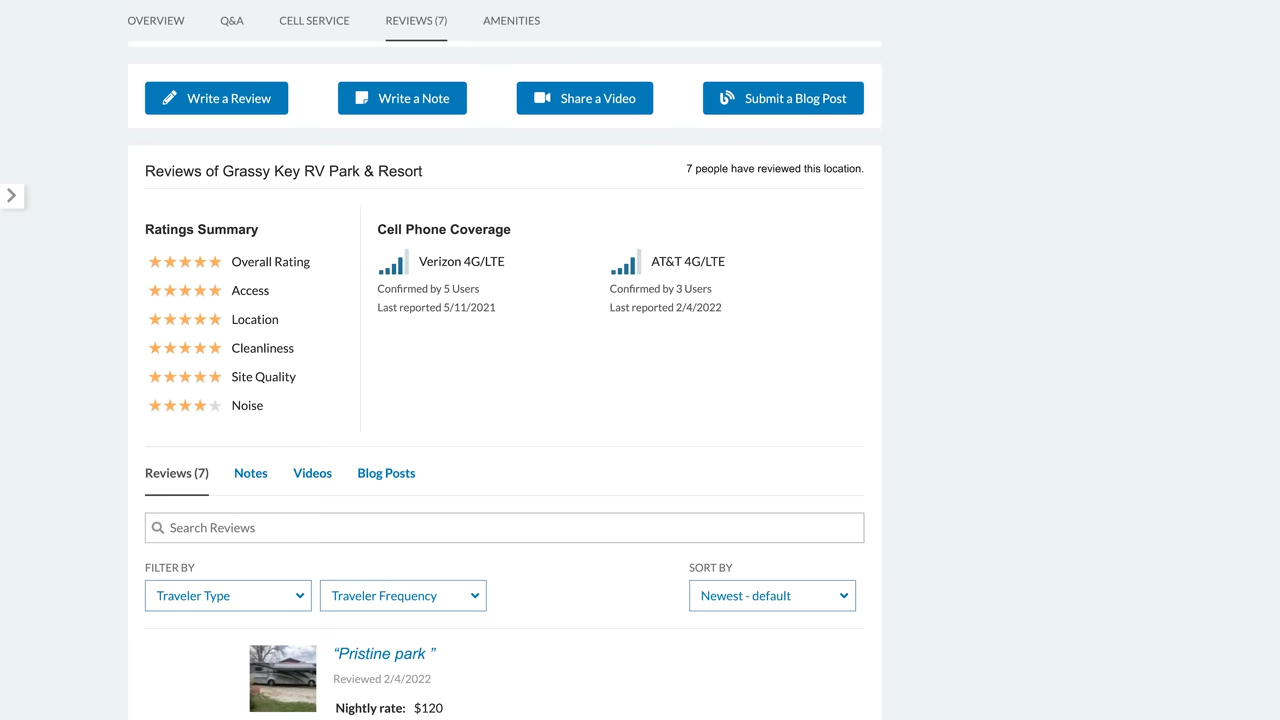 OVERVIEW Q&A CELL SERVICE REVIEWS (7) AMENITIES
Write a Review Write a Note Share a Video Submit a Blog Post
Reviews of Grassy Key RV Park & Resort 7 people have reviewed this location.
Ratings Summary Cell Phone Coverage
Overall Rating Verizon 4G/LTE AT&T 4G/LTE
Access Confirmed by 5 Users Confirmed by 3 Users
Location Last reported 5/11/2021 Last reported 2/4/2022
Cleanliness
Site Quality
Noise
Reviews (7) Notes Videos Blog Posts
Search Reviews
FILTER BY SORT BY
Traveler Type Traveler Frequency Newest - default
“Pristine park ”
Reviewed 2/4/2022
Nightly rate: $120